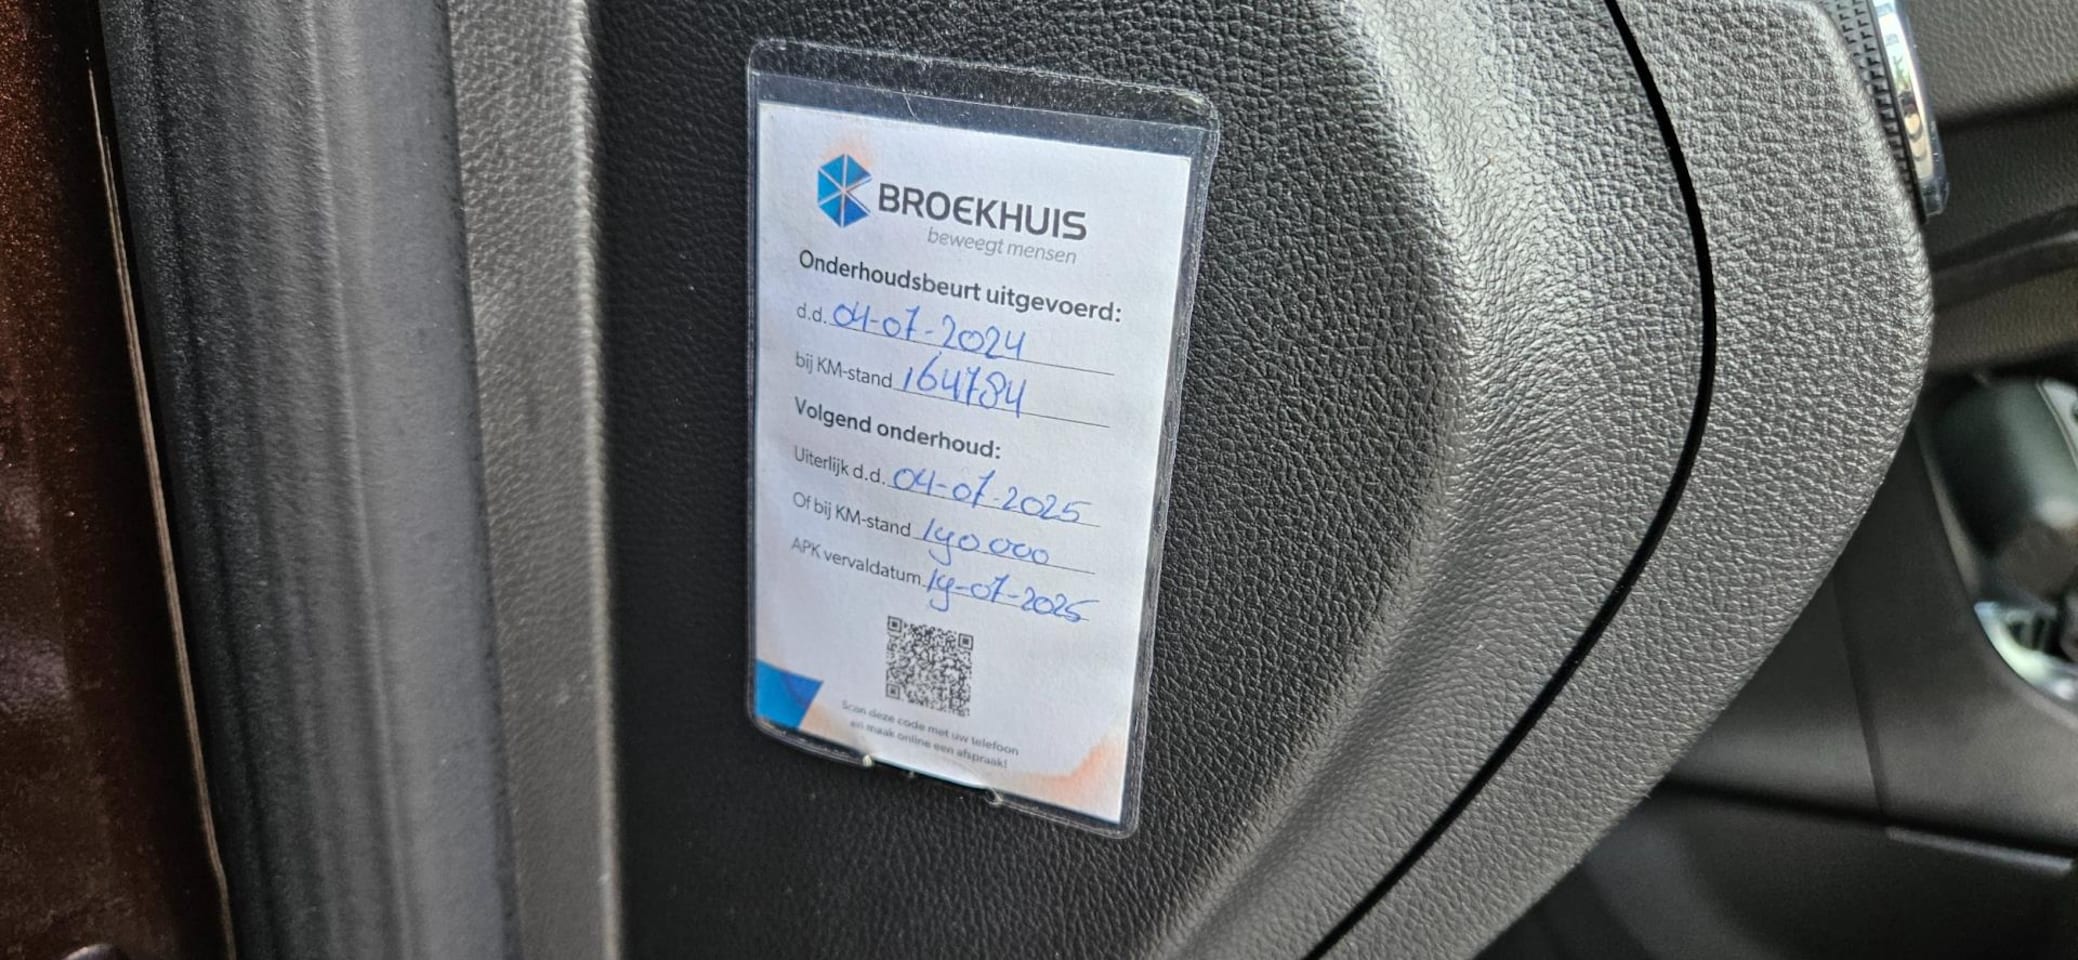 BROEKHUIS
beweegt mensen
Onderhoudsbeurt uitgevoerd:
d.d. 04-07-2024
bij KM-stand 164784
Volgend onderhoud:
Uiterlijk d.d. 04-07-2025
Of bij KM-stand 190000
APK vervaldatum 19-07-2025
Scan deze code met uw telefoon
en maak online een afspraak!